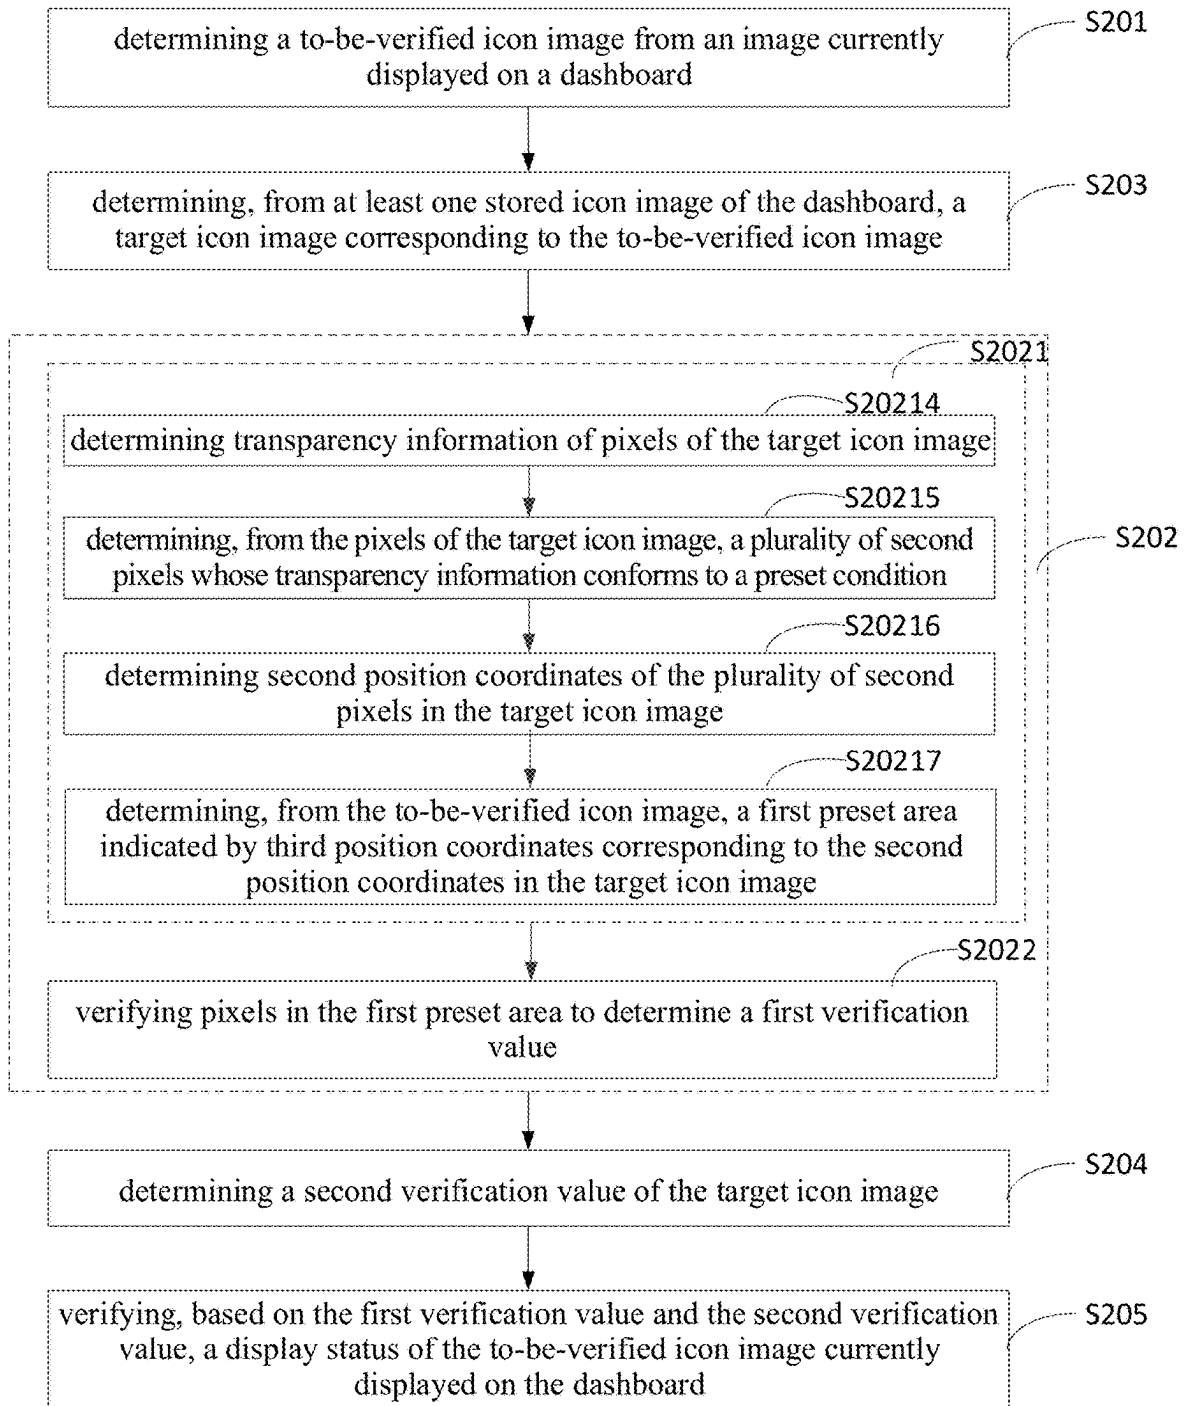 S201
determining a to-be-verified icon image from an image currently
displayed on a dashboard
S203
determining, from at least one stored icon image of the dashboard, a
target icon image corresponding to the to-be-verified icon image
S2021
S20214
determining transparency information of pixels of the target icon image
S20215
determining, from the pixels of the target icon image, a plurality of second
pixels whose transparency information conforms to a preset condition
S202
S20216
determining second position coordinates of the plurality of second
pixels in the target icon image
S20217
determining, from the to-be-verified icon image, a first preset area
indicated by third position coordinates corresponding to the second
position coordinates in the target icon image
S2022
verifying pixels in the first preset area to determine a first verification
value
S204
determining a second verification value of the target icon image
S205
verifying, based on the first verification value and the second verification
value, a display status of the to-be-verified icon image currently
displayed on the dashboard